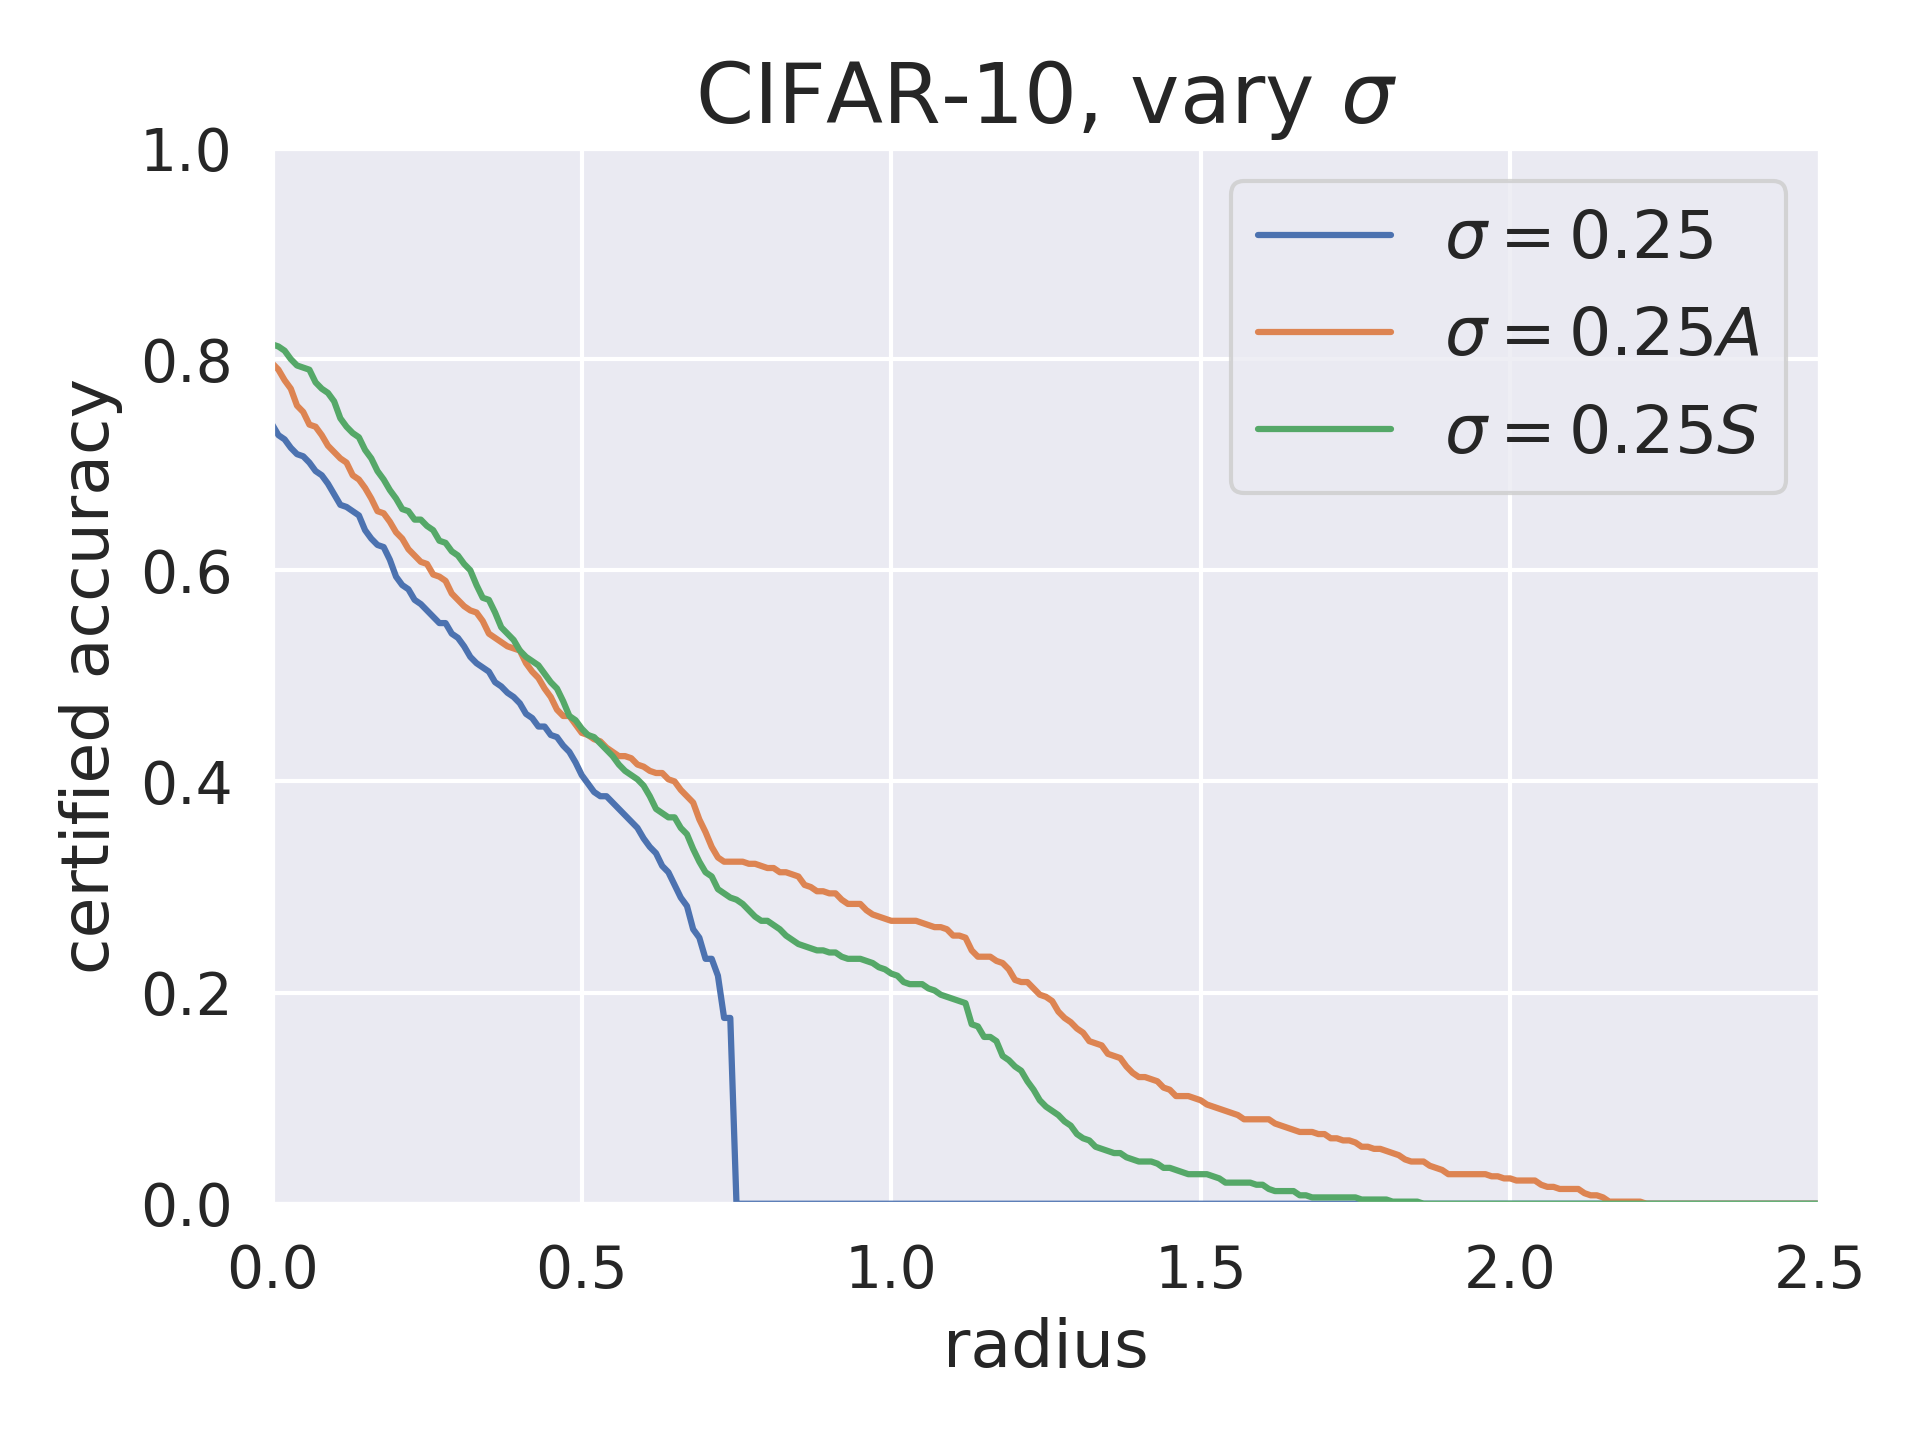 CIFAR-10, vary σ
1.0
0.8
0.6
0.4
0.2
0.0
certified accuracy
σ = 0.25
σ = 0.25A
σ = 0.25S
0.0 0.5 1.0 1.5 2.0 2.5
radius